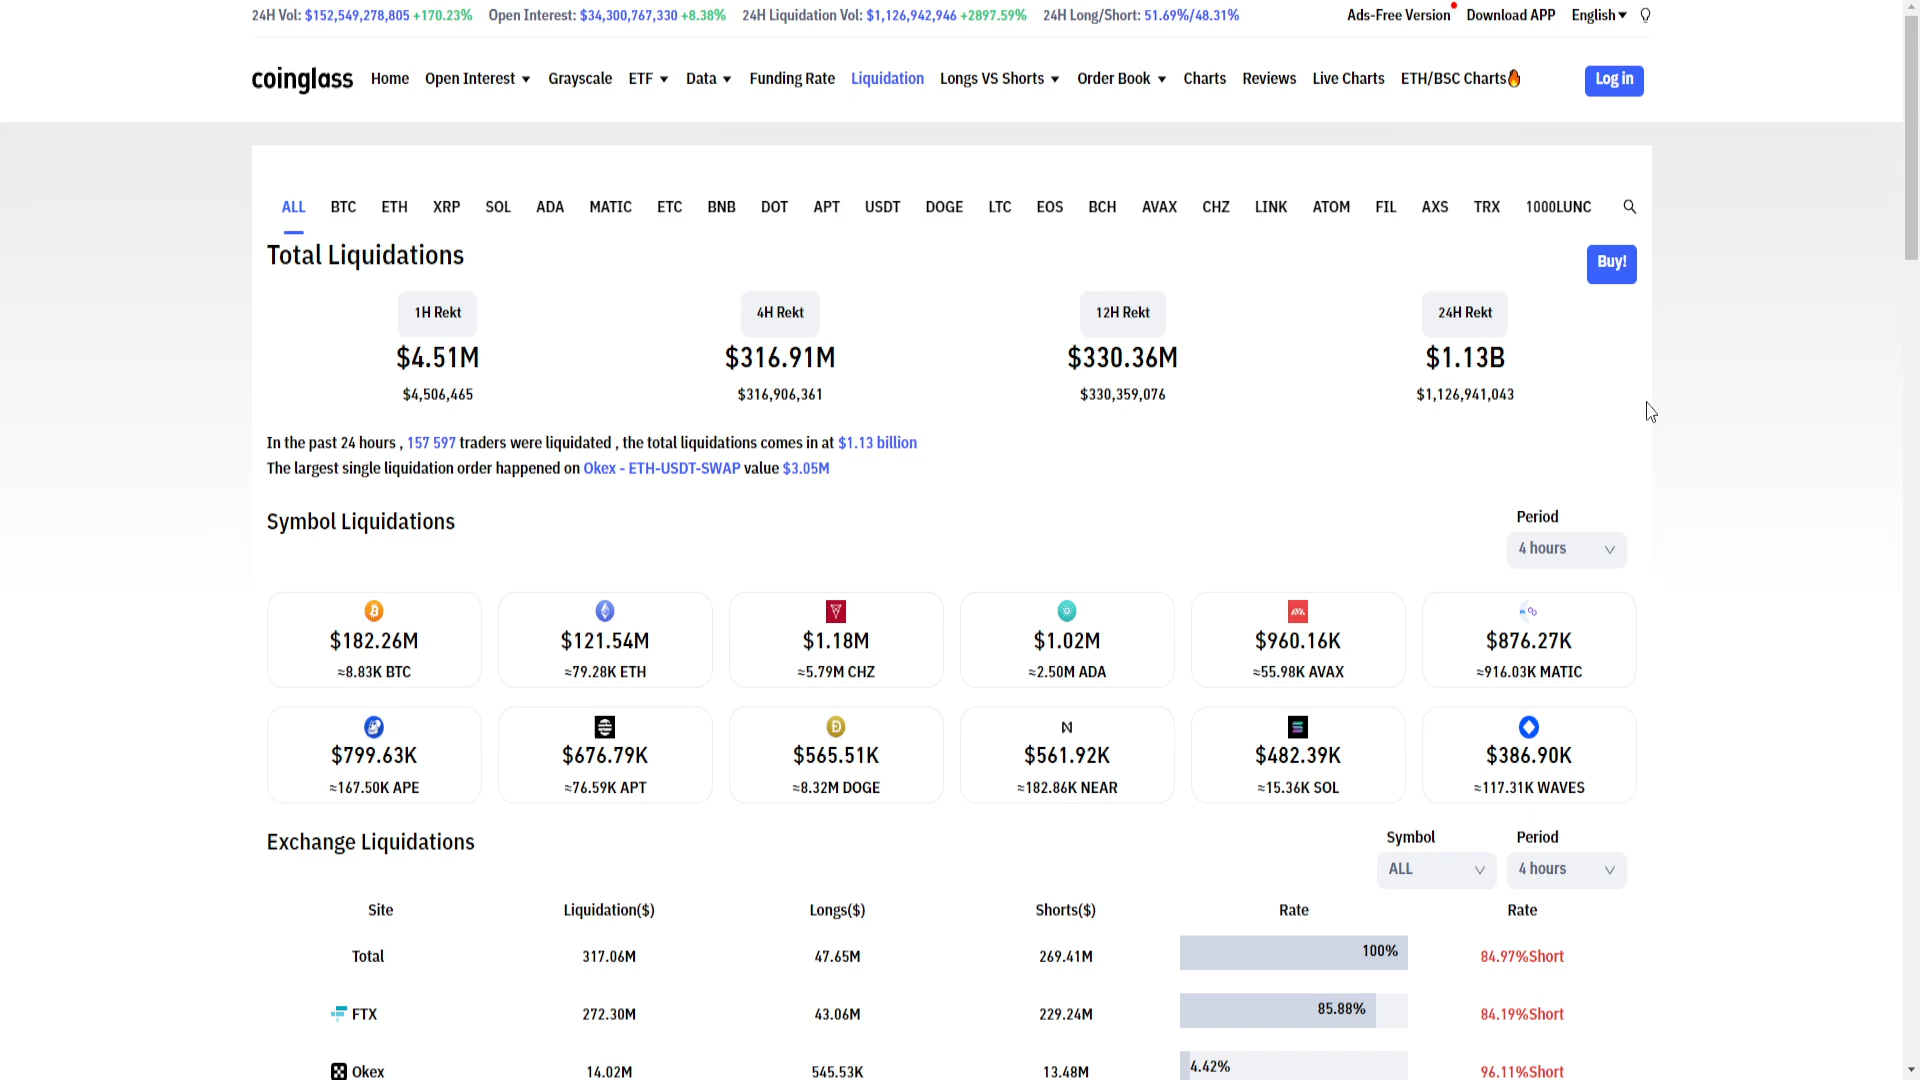 24H Vol: $152,549,278,805 +170.23% Open Interest: $34,300,767,330 +8.38% 24H Liquidation Vol: $1,126,942,946 +2897.59% 24H Long/Short: 51.69%/48.31% Ads-Free Version Download APP English
coinglass Home Open Interest Grayscale ETF Data Funding Rate Liquidation Longs VS Shorts Order Book Charts Reviews Live Charts ETH/BSC Charts🔥 Log in
ALL BTC ETH XRP SOL ADA MATIC ETC BNB DOT APT USDT DOGE LTC EOS BCH AVAX CHZ LINK ATOM FIL AXS TRX 1000LUNC
Total Liquidations Buy!
1H Rekt 4H Rekt 12H Rekt 24H Rekt
$4.51M $316.91M $330.36M $1.13B
$4,506,465 $316,906,361 $330,359,076 $1,126,941,043
In the past 24 hours , 157 597 traders were liquidated , the total liquidations comes in at $1.13 billion
The largest single liquidation order happened on Okex - ETH-USDT-SWAP value $3.05M
Symbol Liquidations Period
4 hours
$182.26M $121.54M $1.18M $1.02M $960.16K $876.27K
≈8.83K BTC ≈79.28K ETH ≈5.79M CHZ ≈2.50M ADA ≈55.98K AVAX ≈916.03K MATIC
$799.63K $676.79K $565.51K $561.92K $482.39K $386.90K
≈167.50K APE ≈76.59K APT ≈8.32M DOGE ≈182.86K NEAR ≈15.36K SOL ≈117.31K WAVES
Exchange Liquidations Symbol Period
ALL 4 hours
Site Liquidation($) Longs($) Shorts($) Rate Rate
Total 317.06M 47.65M 269.41M 100% 84.97%Short
FTX 272.30M 43.06M 229.24M 85.88% 84.19%Short
Okex 14.02M 545.53K 13.48M 4.42% 96.11%Short